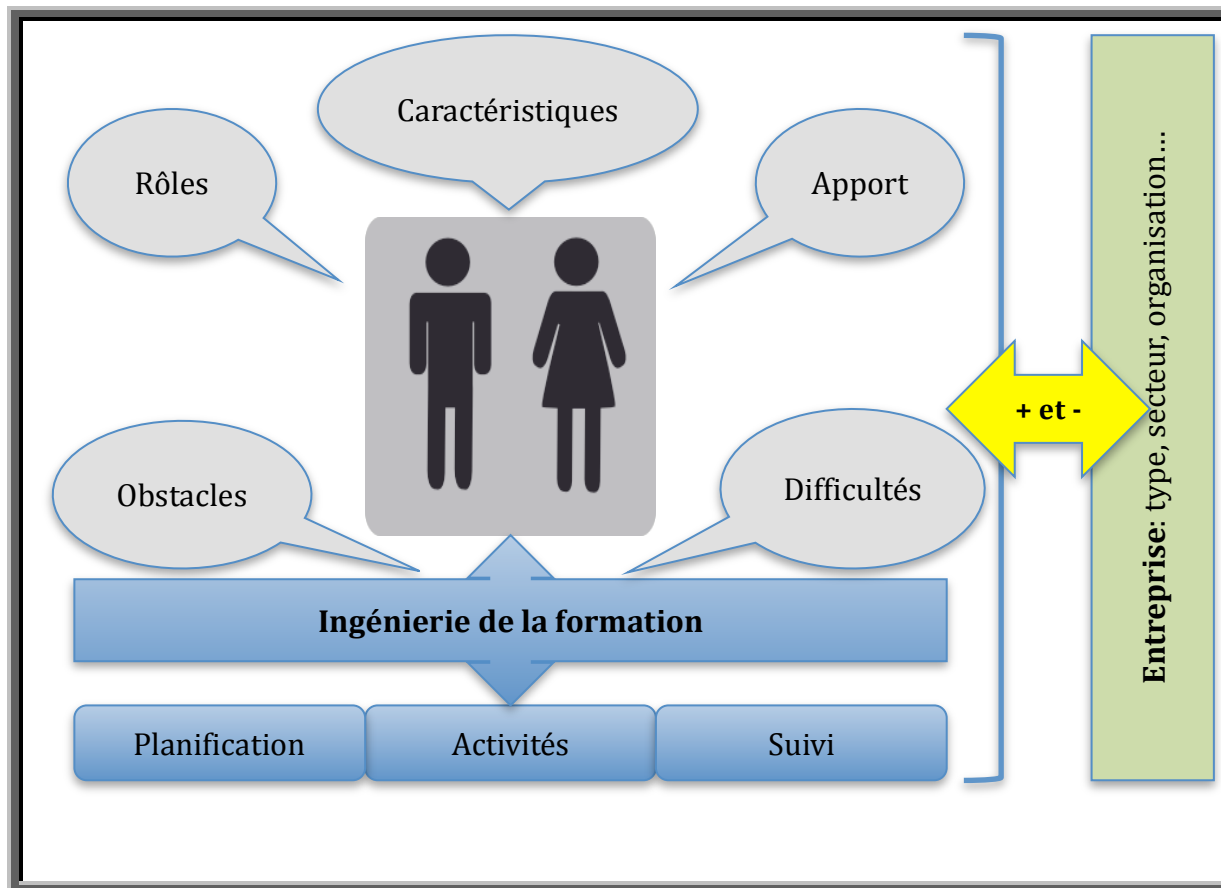 Caractéristiques
Rôles
Apport
Obstacles
Difficultés
Ingénierie de la formation
Planification
Activités
Suivi
+ et -
Entreprise: type, secteur, organisation…